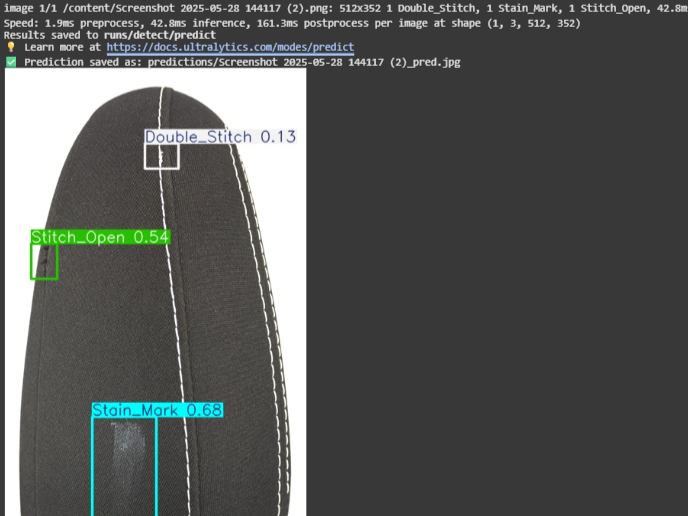 image 1/1 /content/Screenshot 2025-05-28 144117 (2).png: 512x352 1 Double_Stitch, 1 Stain_Mark, 1 Stitch_Open, 42.8m
Speed: 1.9ms preprocess, 42.8ms inference, 161.3ms postprocess per image at shape (1, 3, 512, 352)
Results saved to runs/detect/predict
💡 Learn more at https://docs.ultralytics.com/modes/predict
✅ Prediction saved as: predictions/Screenshot 2025-05-28 144117 (2)_pred.jpg
Double_Stitch 0.13
Stitch_Open 0.54
Stain_Mark 0.68